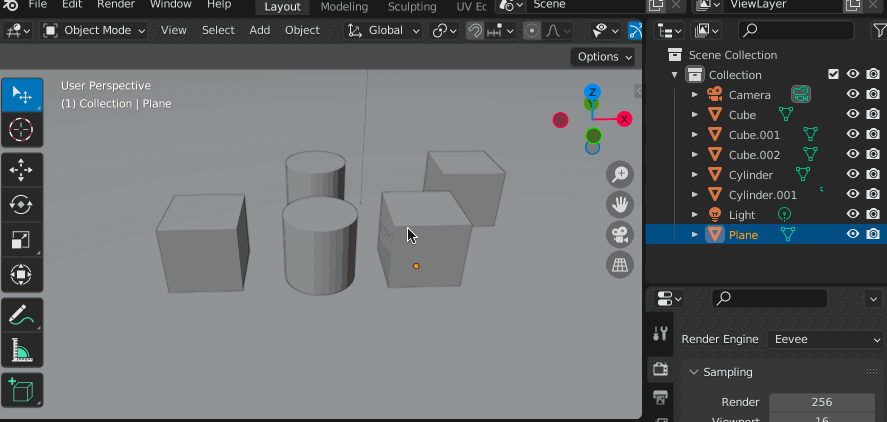 File Edit Render Window Help Layout Modeling Sculpting UV Scene ViewLayer
Object Mode View Select Add Object Global
Options
User Perspective
(1) Collection | Plane
Z
X
Scene Collection
Collection
Camera
Cube
Cube.001
Cube.002
Cylinder
Cylinder.001
Light
Plane
Render Engine Eevee
Sampling
Render 256
Viewport 16